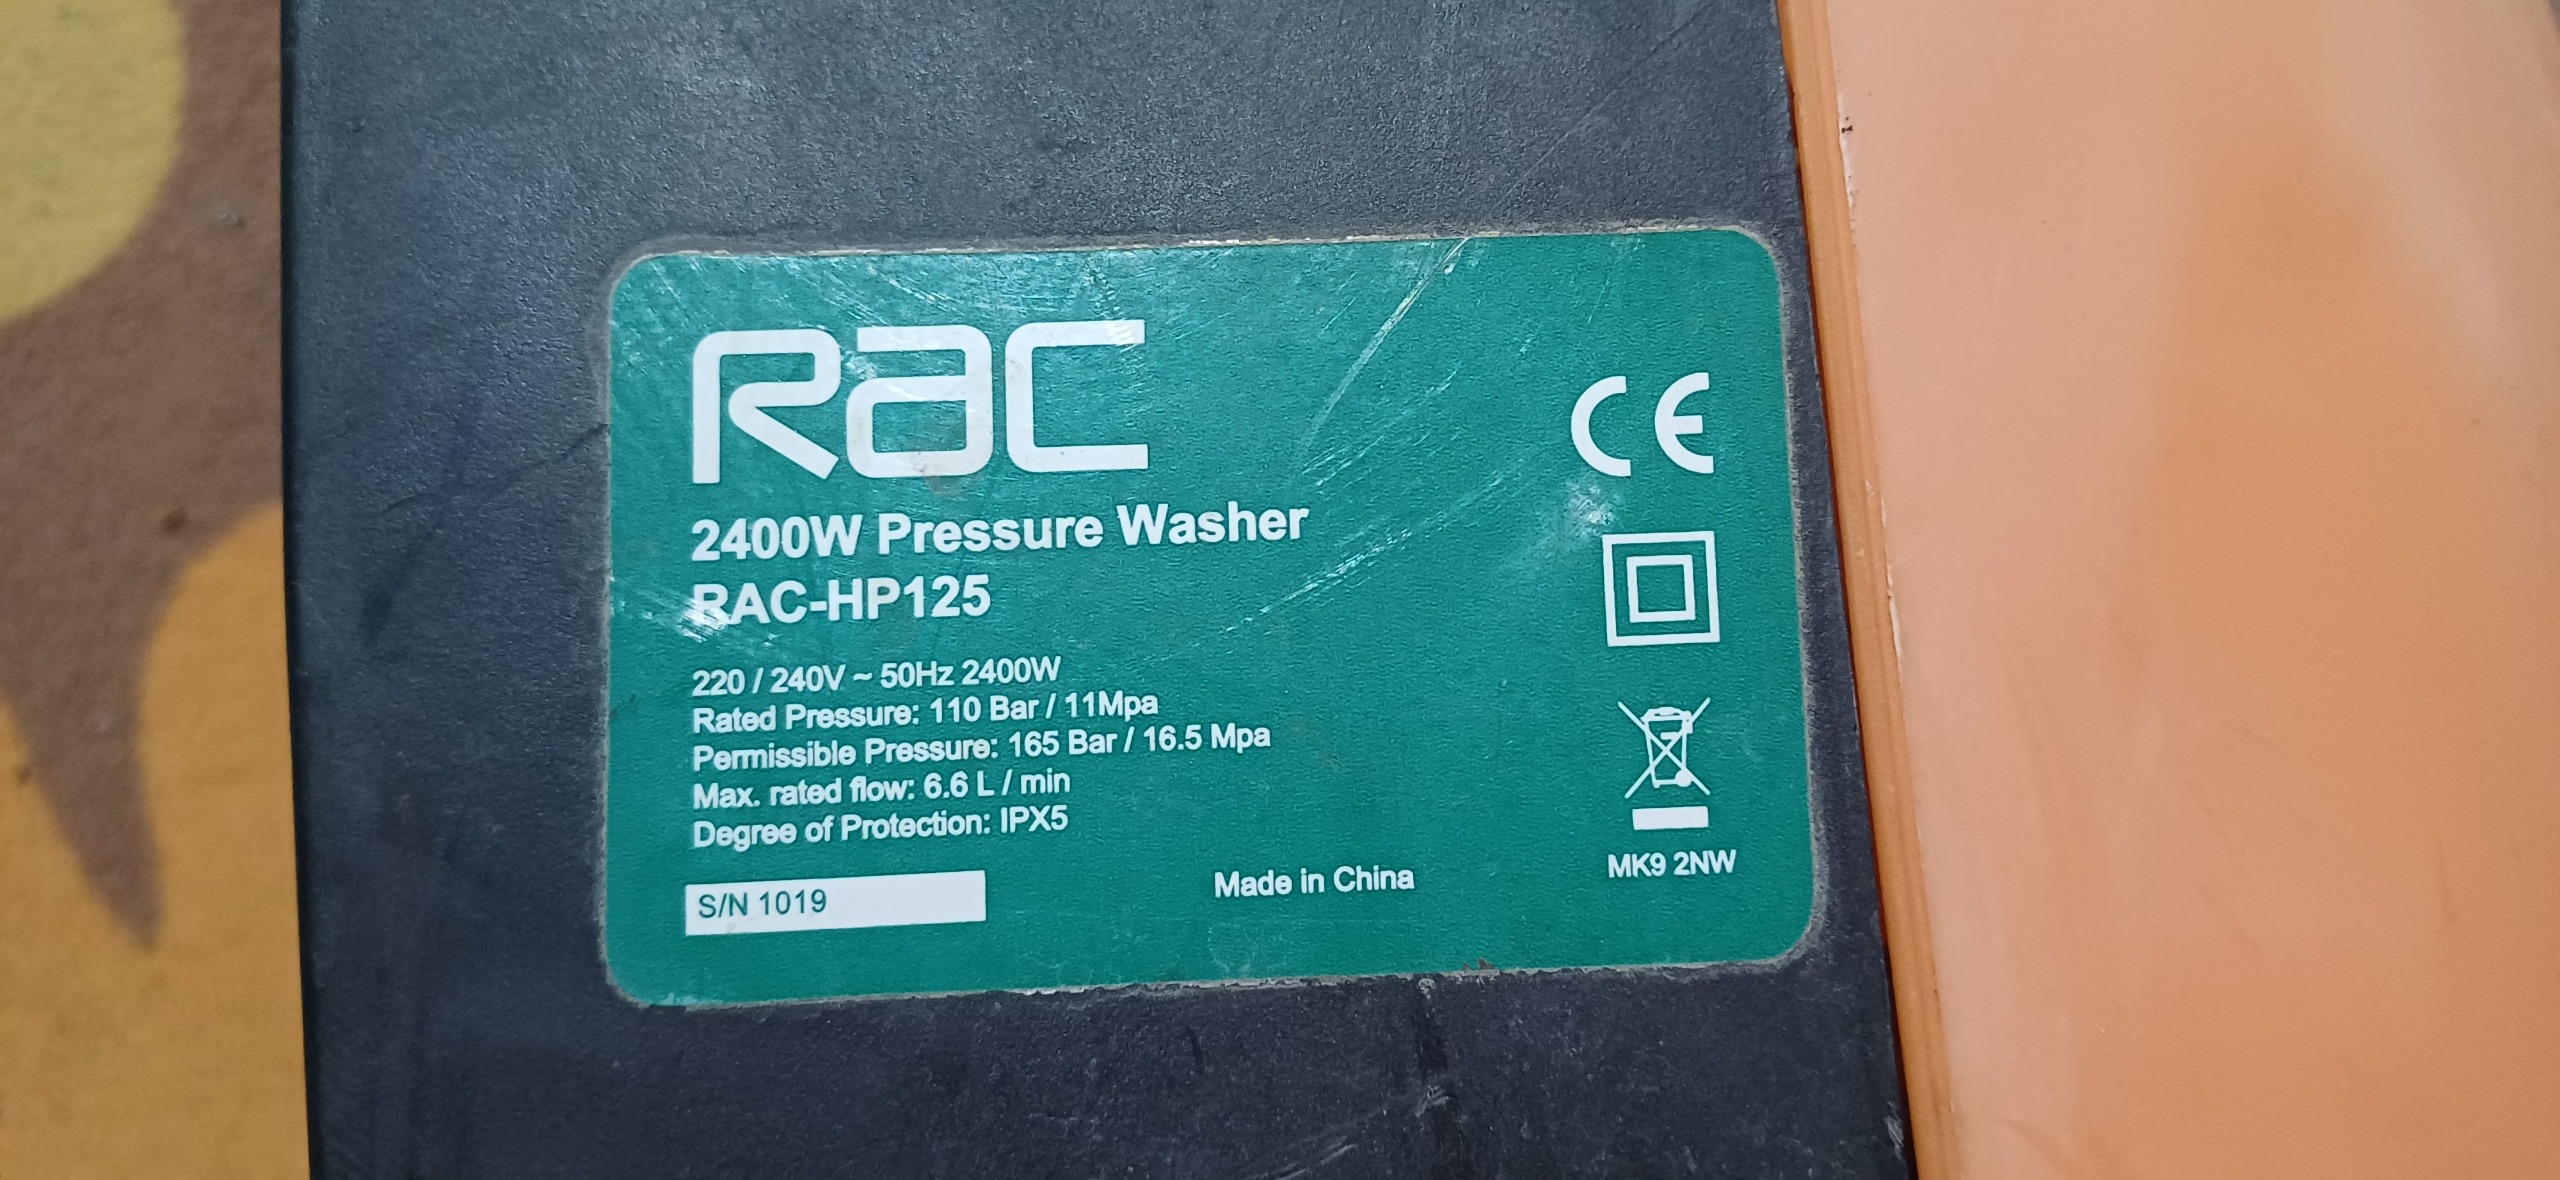 Rac
2400W Pressure Washer
RAC-HP125
220 / 240V ~ 50Hz 2400W
Rated Pressure: 110 Bar / 11Mpa
Permissible Pressure: 165 Bar / 16.5 Mpa
Max. rated flow: 6.6 L / min
Degree of Protection: IPX5
S/N 1019
Made in China
CE
MK9 2NW